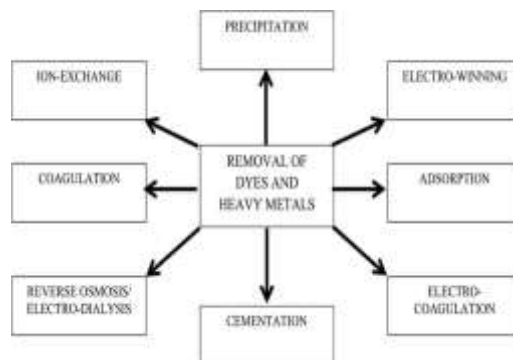 PRECIPITATION
ION-EXCHANGE
ELECTRO-WINNING
COAGULATION
REMOVAL OF
DYES AND
HEAVY METALS
ADSORPTION
REVERSE OSMOSIS/
ELECTRO-DIALYSIS
CEMENTATION
ELECTRO-
COAGULATION